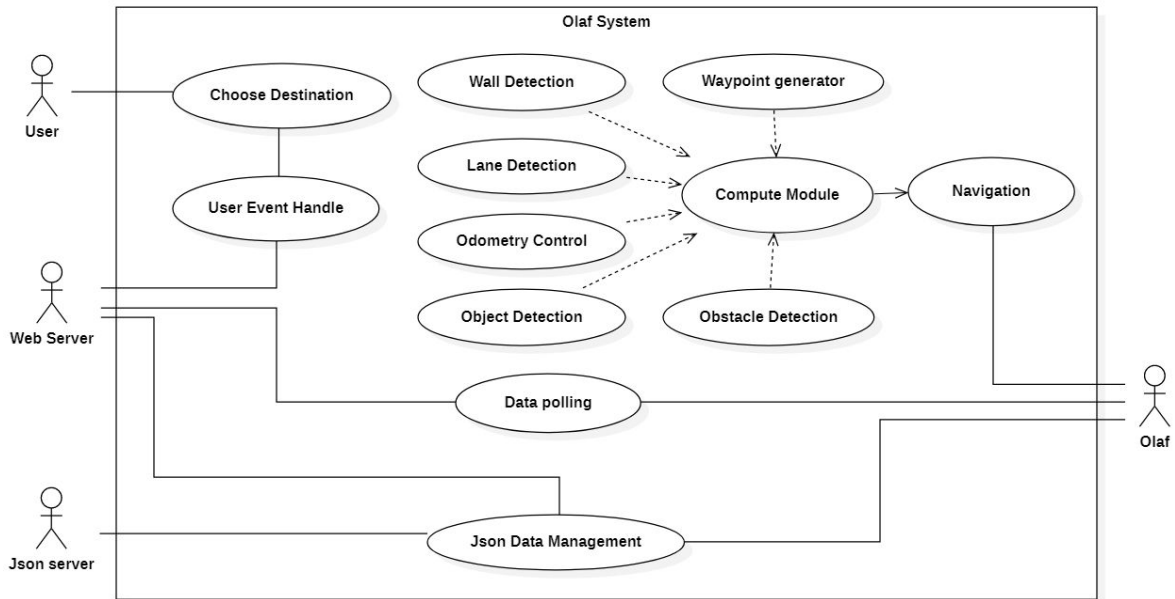 Olaf System
Wall Detection
Waypoint generator
Choose Destination
User
Lane Detection
Compute Module
Navigation
User Event Handle
Odometry Control
Object Detection
Obstacle Detection
Web Server
Data polling
Olaf
Json Data Management
Json server